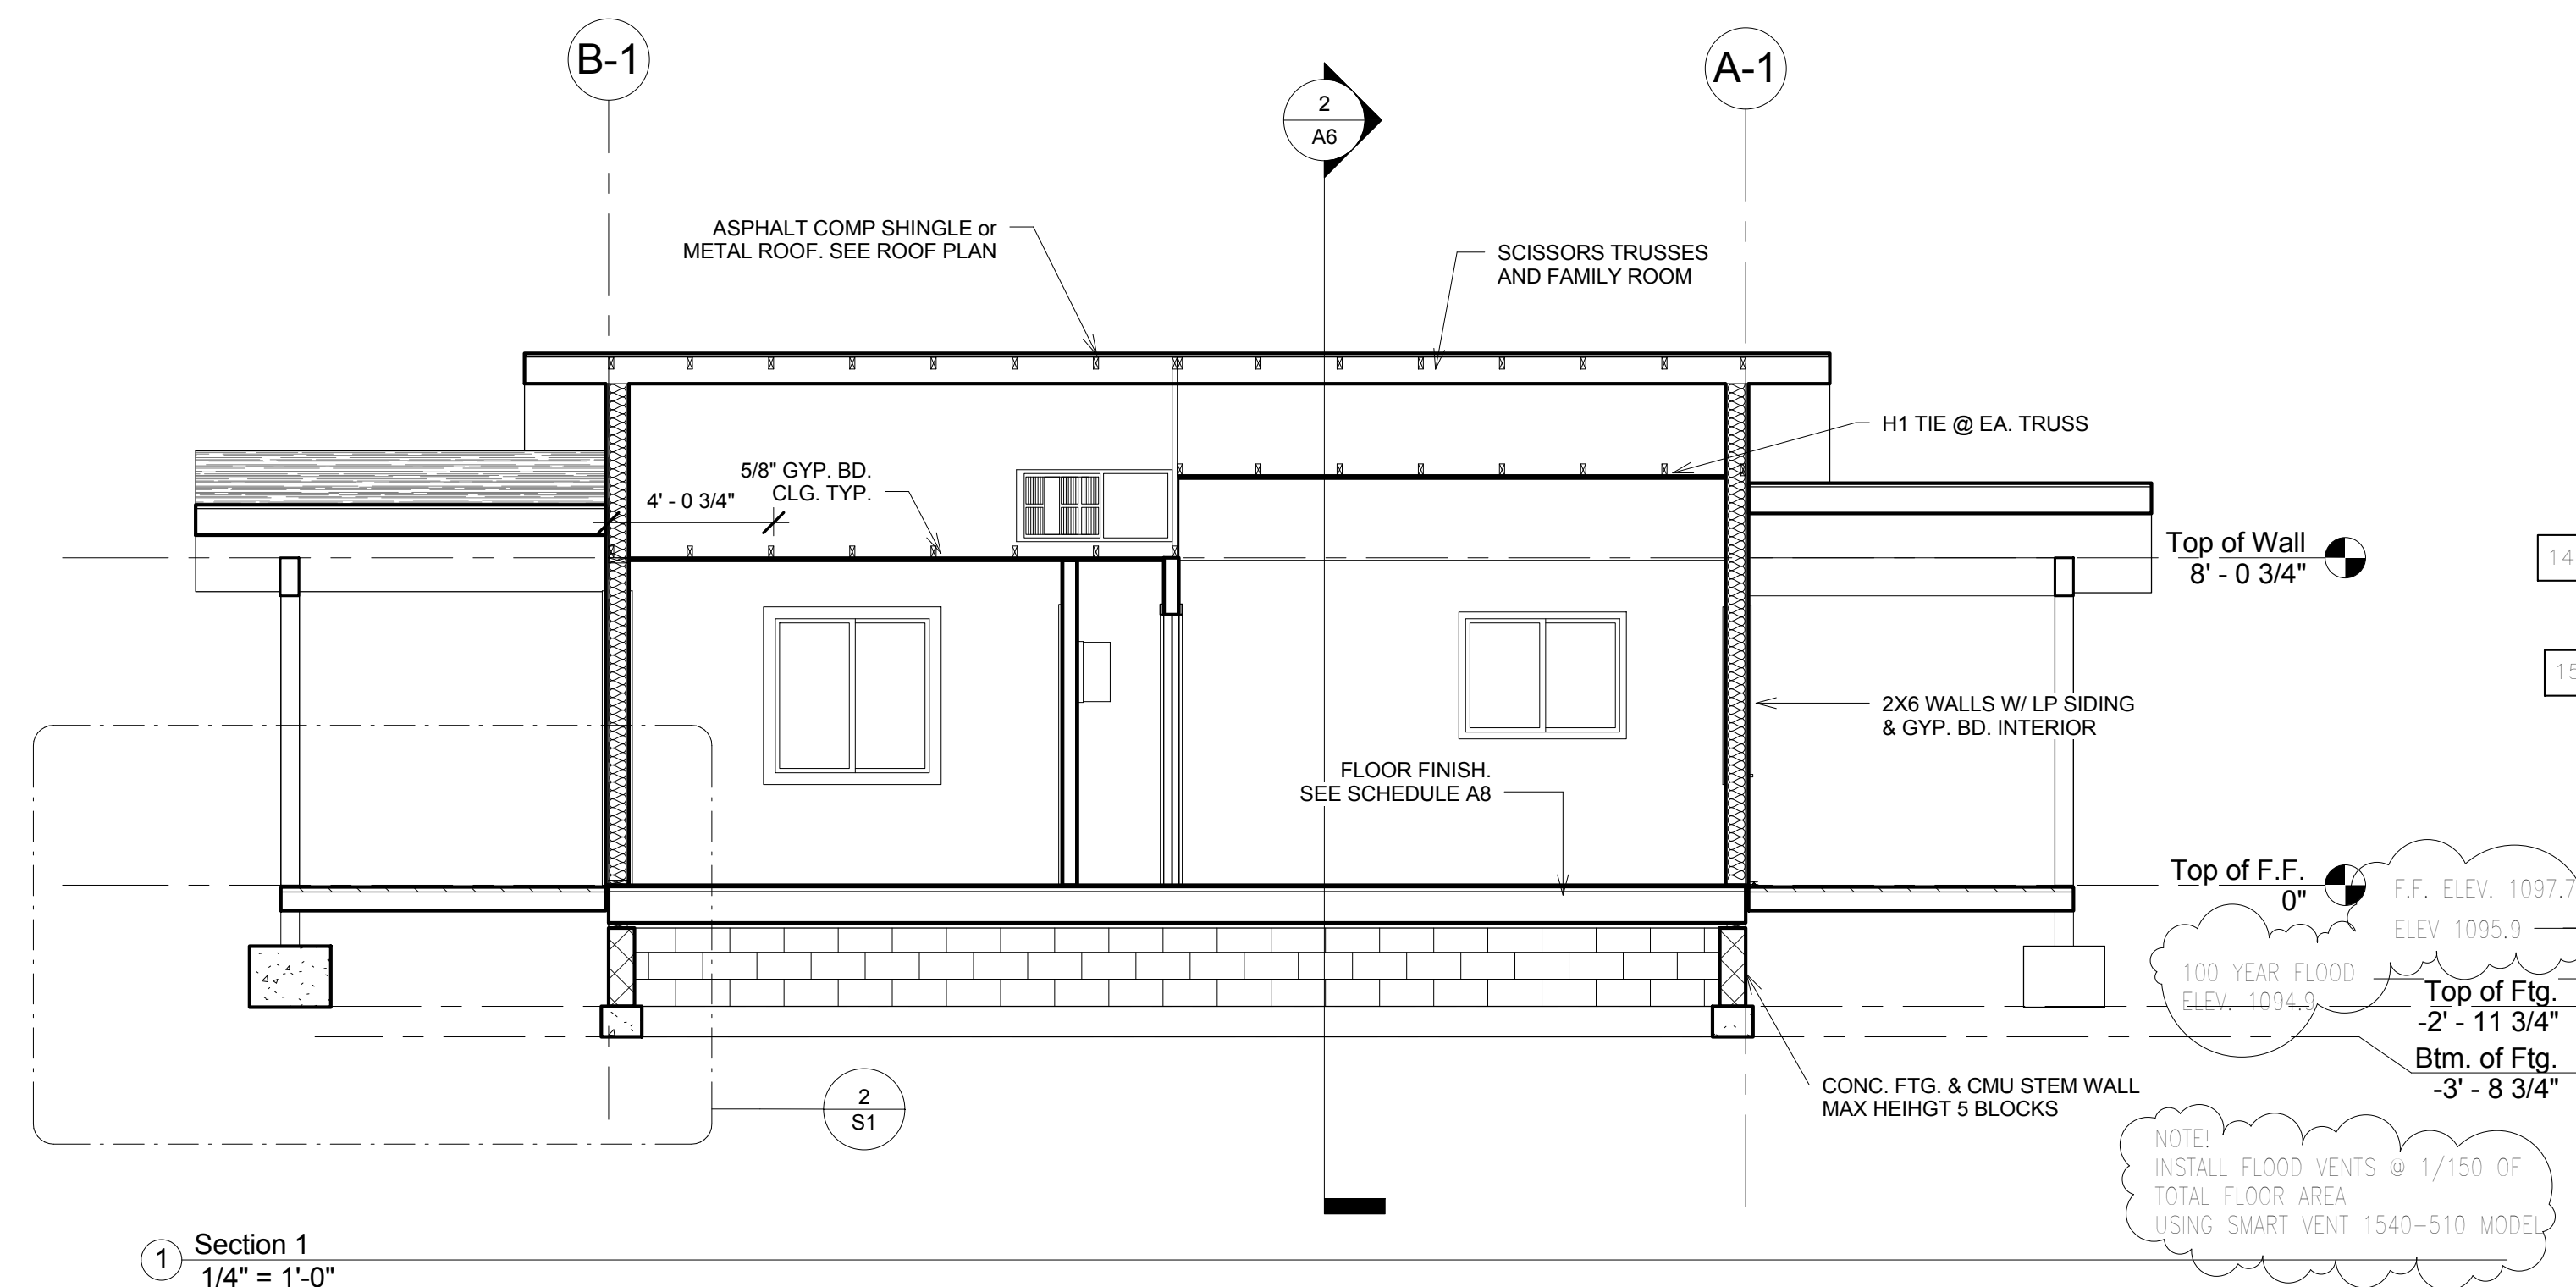 B-1
A-1
2
A6
ASPHALT COMP SHINGLE or
METAL ROOF. SEE ROOF PLAN
SCISSORS TRUSSES
AND FAMILY ROOM
H1 TIE @ EA. TRUSS
5/8" GYP. BD.
CLG. TYP.
4' - 0 3/4"
Top of Wall
8' - 0 3/4"
14
15
2X6 WALLS W/ LP SIDING
& GYP. BD. INTERIOR
FLOOR FINISH.
SEE SCHEDULE A8
Top of F.F.
0"
F.F. ELEV. 1097.7
ELEV 1095.9
100 YEAR FLOOD
ELEV. 1094.9
Top of Ftg.
-2' - 11 3/4"
Btm. of Ftg.
-3' - 8 3/4"
CONC. FTG. & CMU STEM WALL
MAX HEIHGT 5 BLOCKS
2
S1
NOTE!
INSTALL FLOOD VENTS @ 1/150 OF
TOTAL FLOOR AREA
USING SMART VENT 1540-510 MODEL
1
Section 1
1/4" = 1'-0"